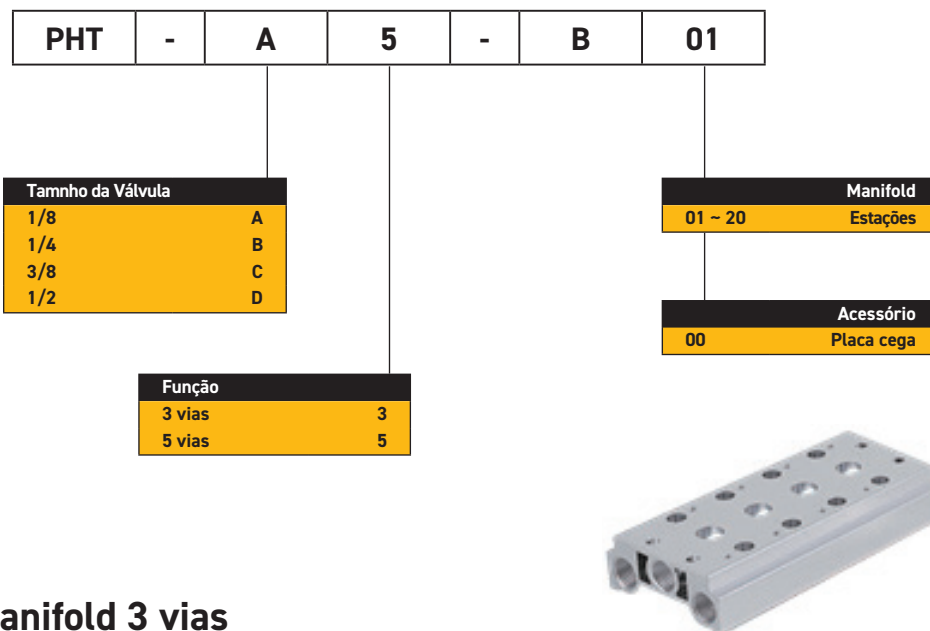 PHT - A 5 - B 01
Tamnho da Válvula
1/8 A
1/4 B
3/8 C
1/2 D
Manifold
01 ~ 20 Estações
Acessório
00 Placa cega
Função
3 vias 3
5 vias 5
anifold 3 vias